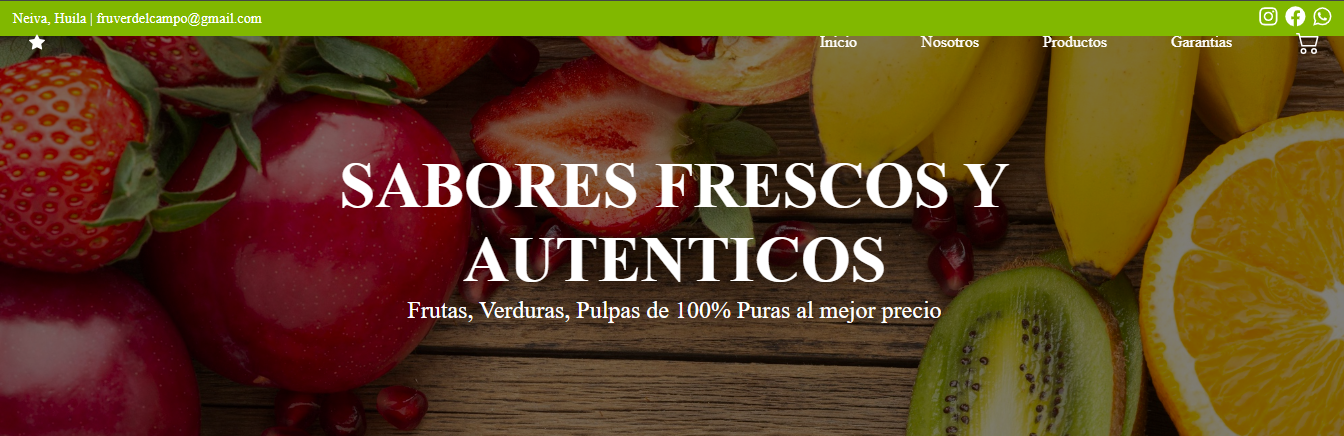 Neiva, Huila | fruverdelcampo@gmail.com
Inicio Nosotros Productos Garantias
SABORES FRESCOS Y
AUTENTICOS
Frutas, Verduras, Pulpas de 100% Puras al mejor precio